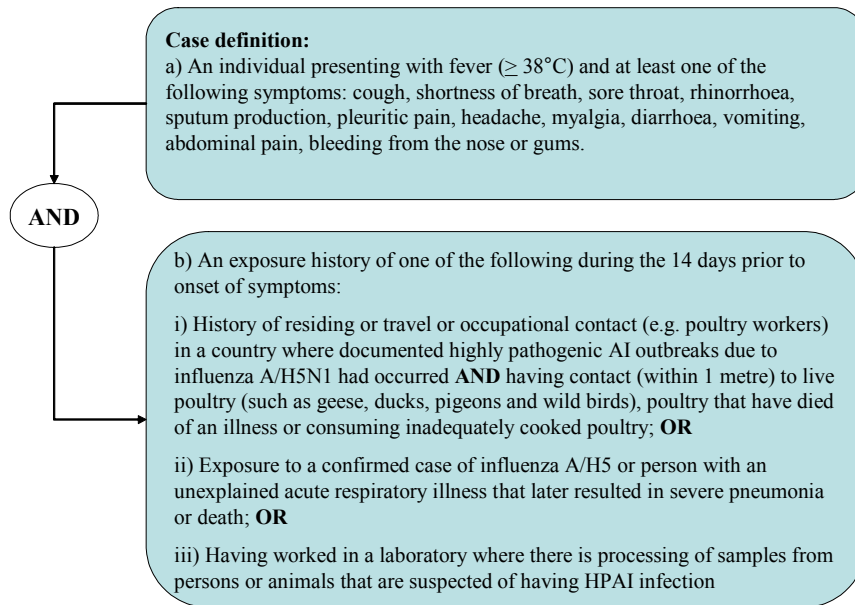 Case definition:
a) An individual presenting with fever (≥ 38°C) and at least one of the
following symptoms: cough, shortness of breath, sore throat, rhinorrhoea,
sputum production, pleuritic pain, headache, myalgia, diarrhoea, vomiting,
abdominal pain, bleeding from the nose or gums.
AND
b) An exposure history of one of the following during the 14 days prior to
onset of symptoms:
i) History of residing or travel or occupational contact (e.g. poultry workers)
in a country where documented highly pathogenic AI outbreaks due to
influenza A/H5N1 had occurred AND having contact (within 1 metre) to live
poultry (such as geese, ducks, pigeons and wild birds), poultry that have died
of an illness or consuming inadequately cooked poultry; OR
ii) Exposure to a confirmed case of influenza A/H5 or person with an
unexplained acute respiratory illness that later resulted in severe pneumonia
or death; OR
iii) Having worked in a laboratory where there is processing of samples from
persons or animals that are suspected of having HPAI infection